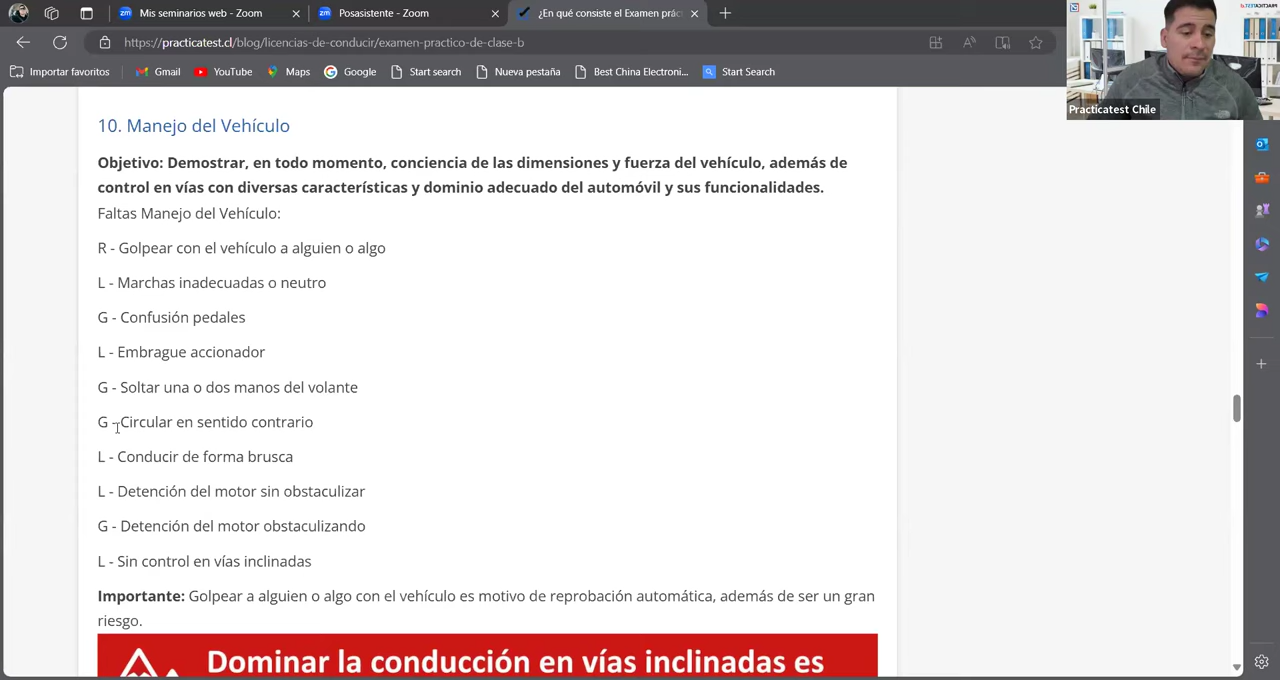 Mis seminarios web - Zoom
Posasistente - Zoom
¿En qué consiste el Examen prác
https://practicatest.cl/blog/licencias-de-conducir/examen-practico-de-clase-b
Importar favoritos
Gmail
YouTube
Maps
Google
Start search
Nueva pestaña
Best China Electroni...
Start Search
Practicatest Chile
10. Manejo del Vehículo
Objetivo: Demostrar, en todo momento, conciencia de las dimensiones y fuerza del vehículo, además de
control en vías con diversas características y dominio adecuado del automóvil y sus funcionalidades.
Faltas Manejo del Vehículo:
R - Golpear con el vehículo a alguien o algo
L - Marchas inadecuadas o neutro
G - Confusión pedales
L - Embrague accionador
G - Soltar una o dos manos del volante
G - Circular en sentido contrario
L - Conducir de forma brusca
L - Detención del motor sin obstaculizar
G - Detención del motor obstaculizando
L - Sin control en vías inclinadas
Importante: Golpear a alguien o algo con el vehículo es motivo de reprobación automática, además de ser un gran
riesgo.
Dominar la conducción en vías inclinadas es